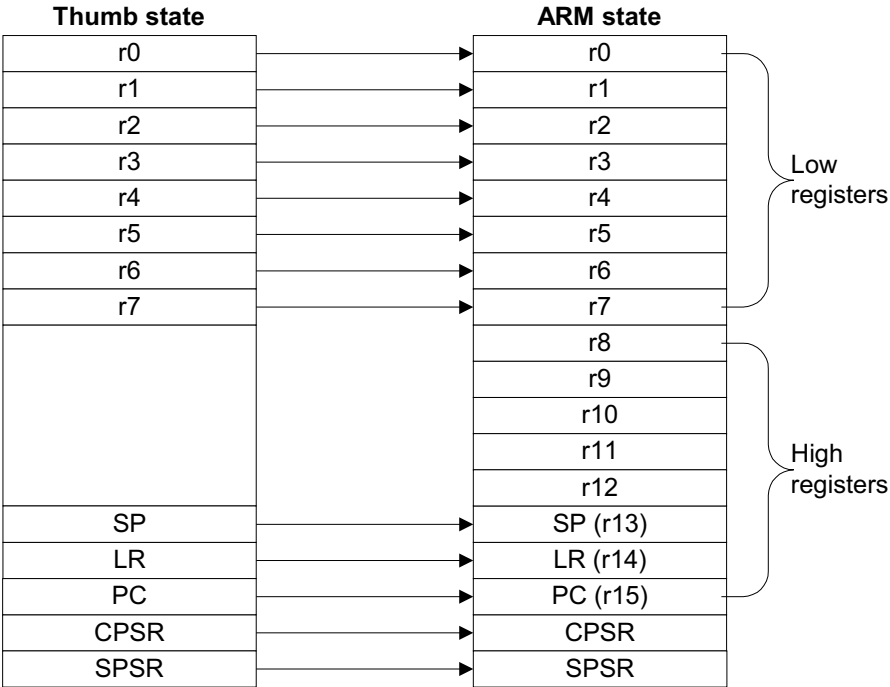 Thumb state ARM state
r0 r0
r1 r1
r2 r2
r3 r3
Low
registers
r4 r4
r5 r5
r6 r6
r7 r7
r8
r9
r10
r11
High
registers
r12
SP SP (r13)
LR LR (r14)
PC PC (r15)
CPSR CPSR
SPSR SPSR